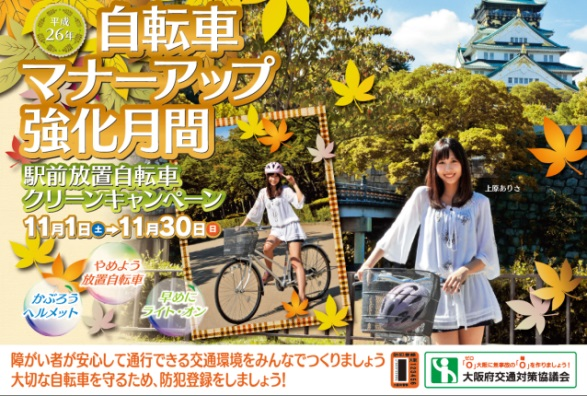 平成
26年
自転車
マナーアップ
強化月間
駅前放置自転車
クリーンキャンペーン
11月1日土→11月30日日
やめよう
放置自転車
かぶろう
ヘルメット
早めに
ライト・オン
上原ありさ
障がい者が安心して通行できる交通環境をみんなでつくりましょう
大切な自転車を守るため、防犯登録をしましょう!
大阪府交通対策協議会